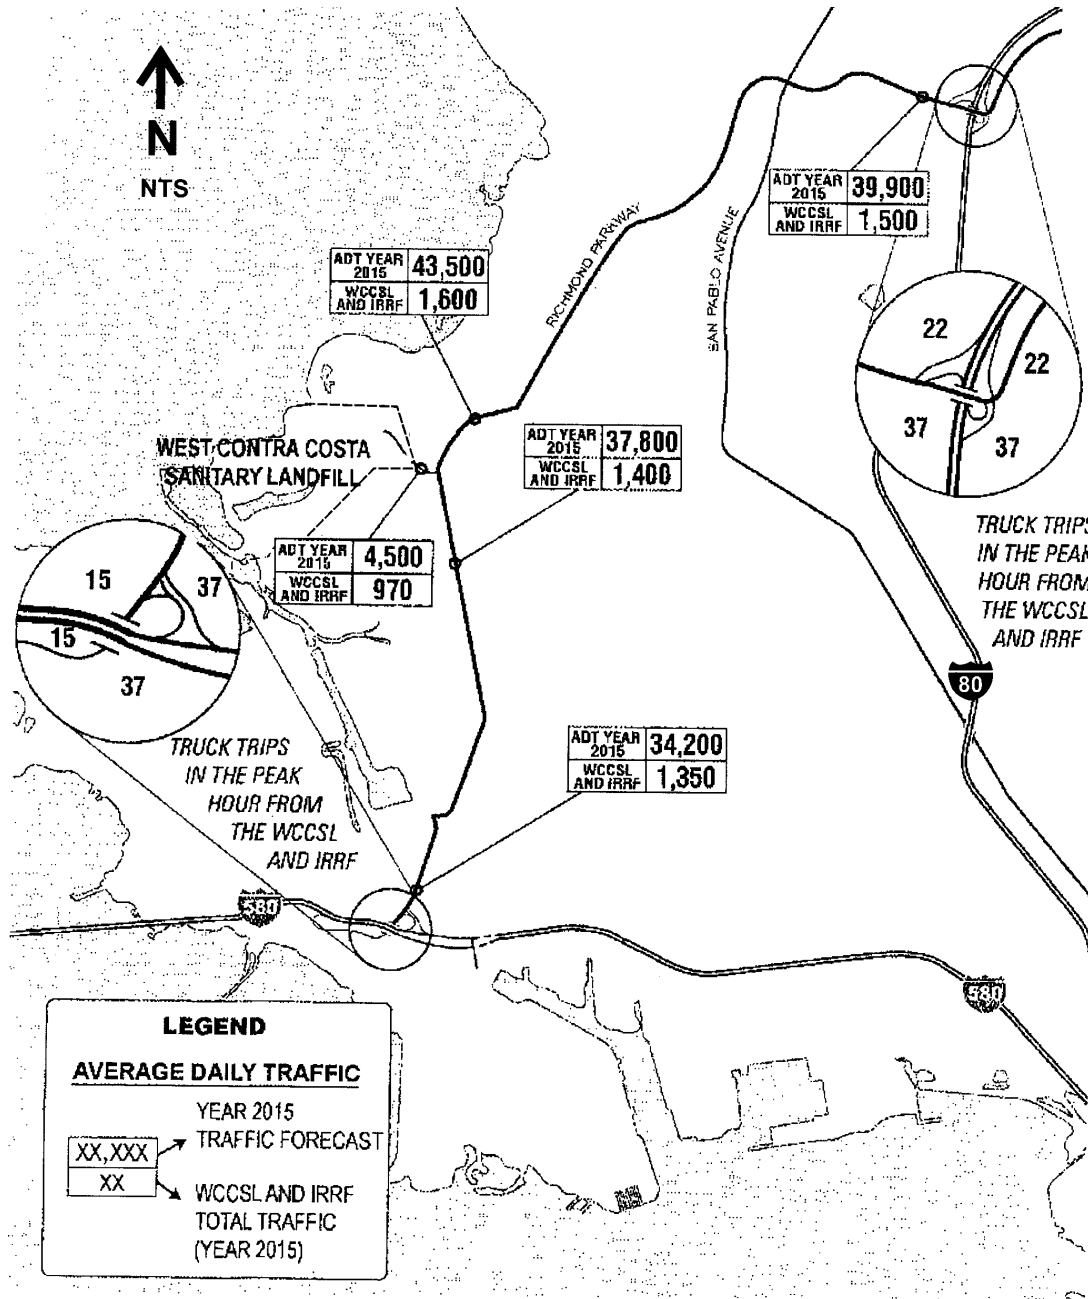 N
NTS
ADT YEAR 2015 39,900
WCCSL AND IRRF 1,500
RICHMOND PARKWAY
SAN PABLO AVENUE
ADT YEAR 2015 43,500
WCCSL AND IRRF 1,600
22
22
37
37
ADT YEAR 2015 37,800
WCCSL AND IRRF 1,400
WEST CONTRA COSTA
SANITARY LANDFILL
ADT YEAR 2015 4,500
WCCSL AND IRRF 970
TRUCK TRIPS
IN THE PEAK
HOUR FROM
THE WCCSL
AND IRRF
15
37
15
37
80
TRUCK TRIPS
IN THE PEAK
HOUR FROM
THE WCCSL
AND IRRF
ADT YEAR 2015 34,200
WCCSL AND IRRF 1,350
580
580
LEGEND
AVERAGE DAILY TRAFFIC
YEAR 2015
TRAFFIC FORECAST
XX,XXX
XX
WCCSL AND IRRF
TOTAL TRAFFIC
(YEAR 2015)